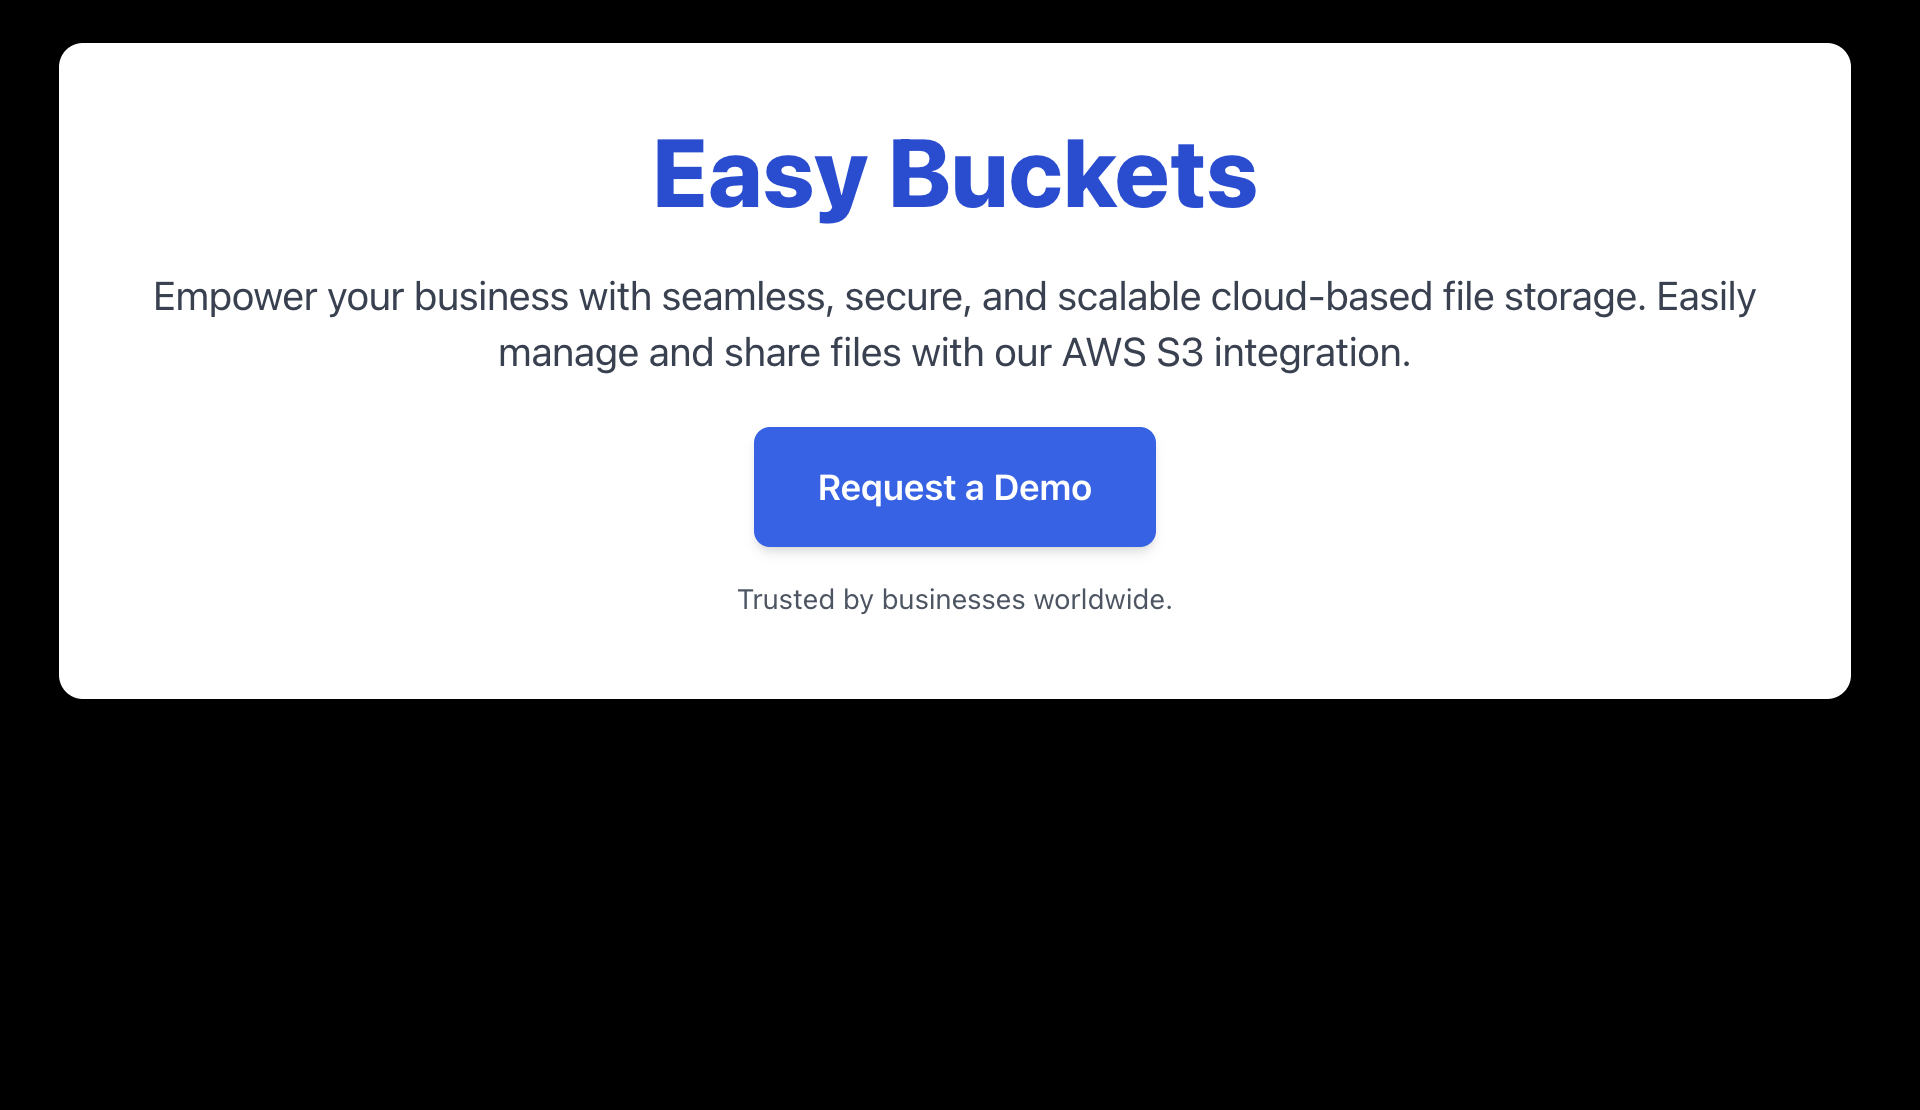 Easy Buckets
Empower your business with seamless, secure, and scalable cloud-based file storage. Easily
manage and share files with our AWS S3 integration.
Request a Demo
Trusted by businesses worldwide.